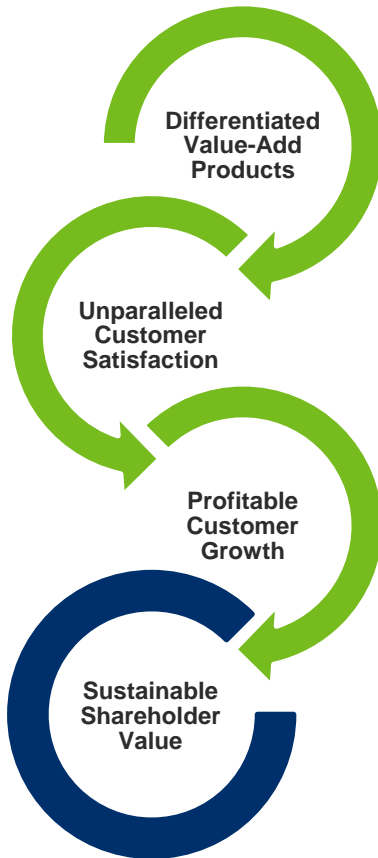 Differentiated
Value-Add
Products
Unparalleled
Customer
Satisfaction
Profitable
Customer
Growth
Sustainable
Shareholder
Value